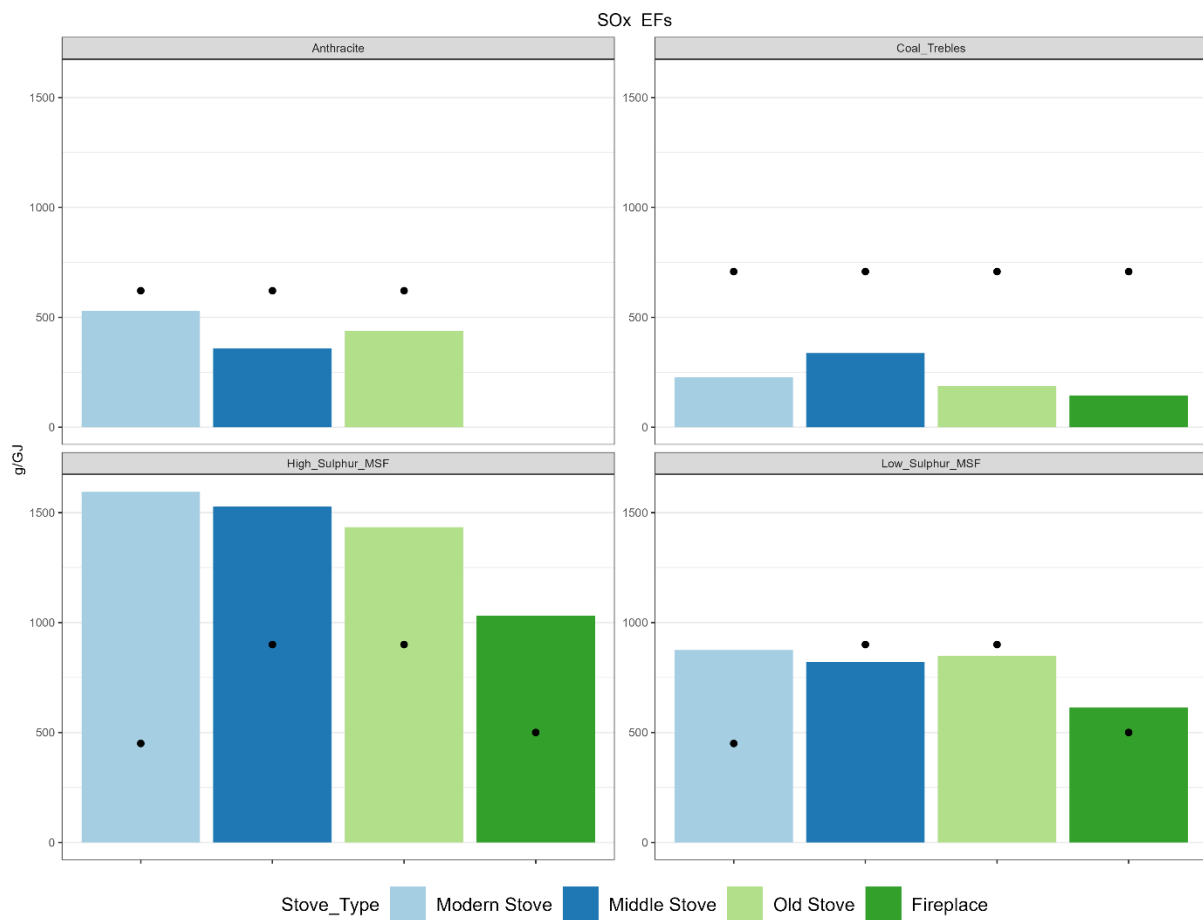 SOx EFs
Anthracite
Coal_Trebles
1500
1000
500
0
1500
1000
500
0
g/GJ
High_Sulphur_MSF
Low_Sulphur_MSF
1500
1000
500
0
1500
1000
500
0
Stove_Type Modern Stove Middle Stove Old Stove Fireplace